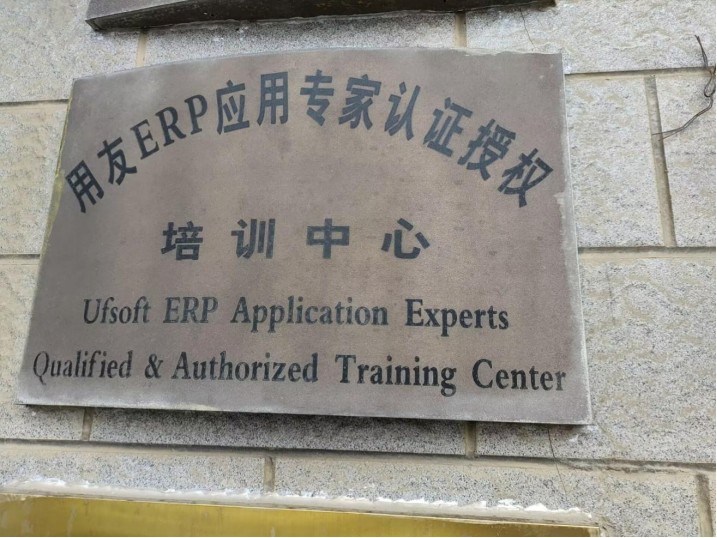 用友ERP应用专家认证授权
培训中心
Ufsoft ERP Application Experts
Qualified & Authorized Training Center